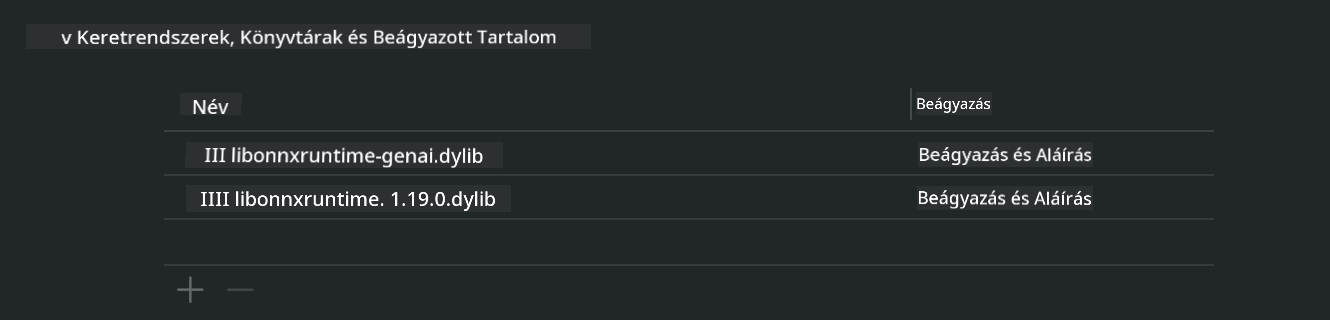 v Keretrendszerek, Könyvtárak és Beágyazott Tartalom
Név Beágyazás
III libonnxruntime-genai.dylib Beágyazás és Aláírás
IIII libonnxruntime. 1.19.0.dylib Beágyazás és Aláírás